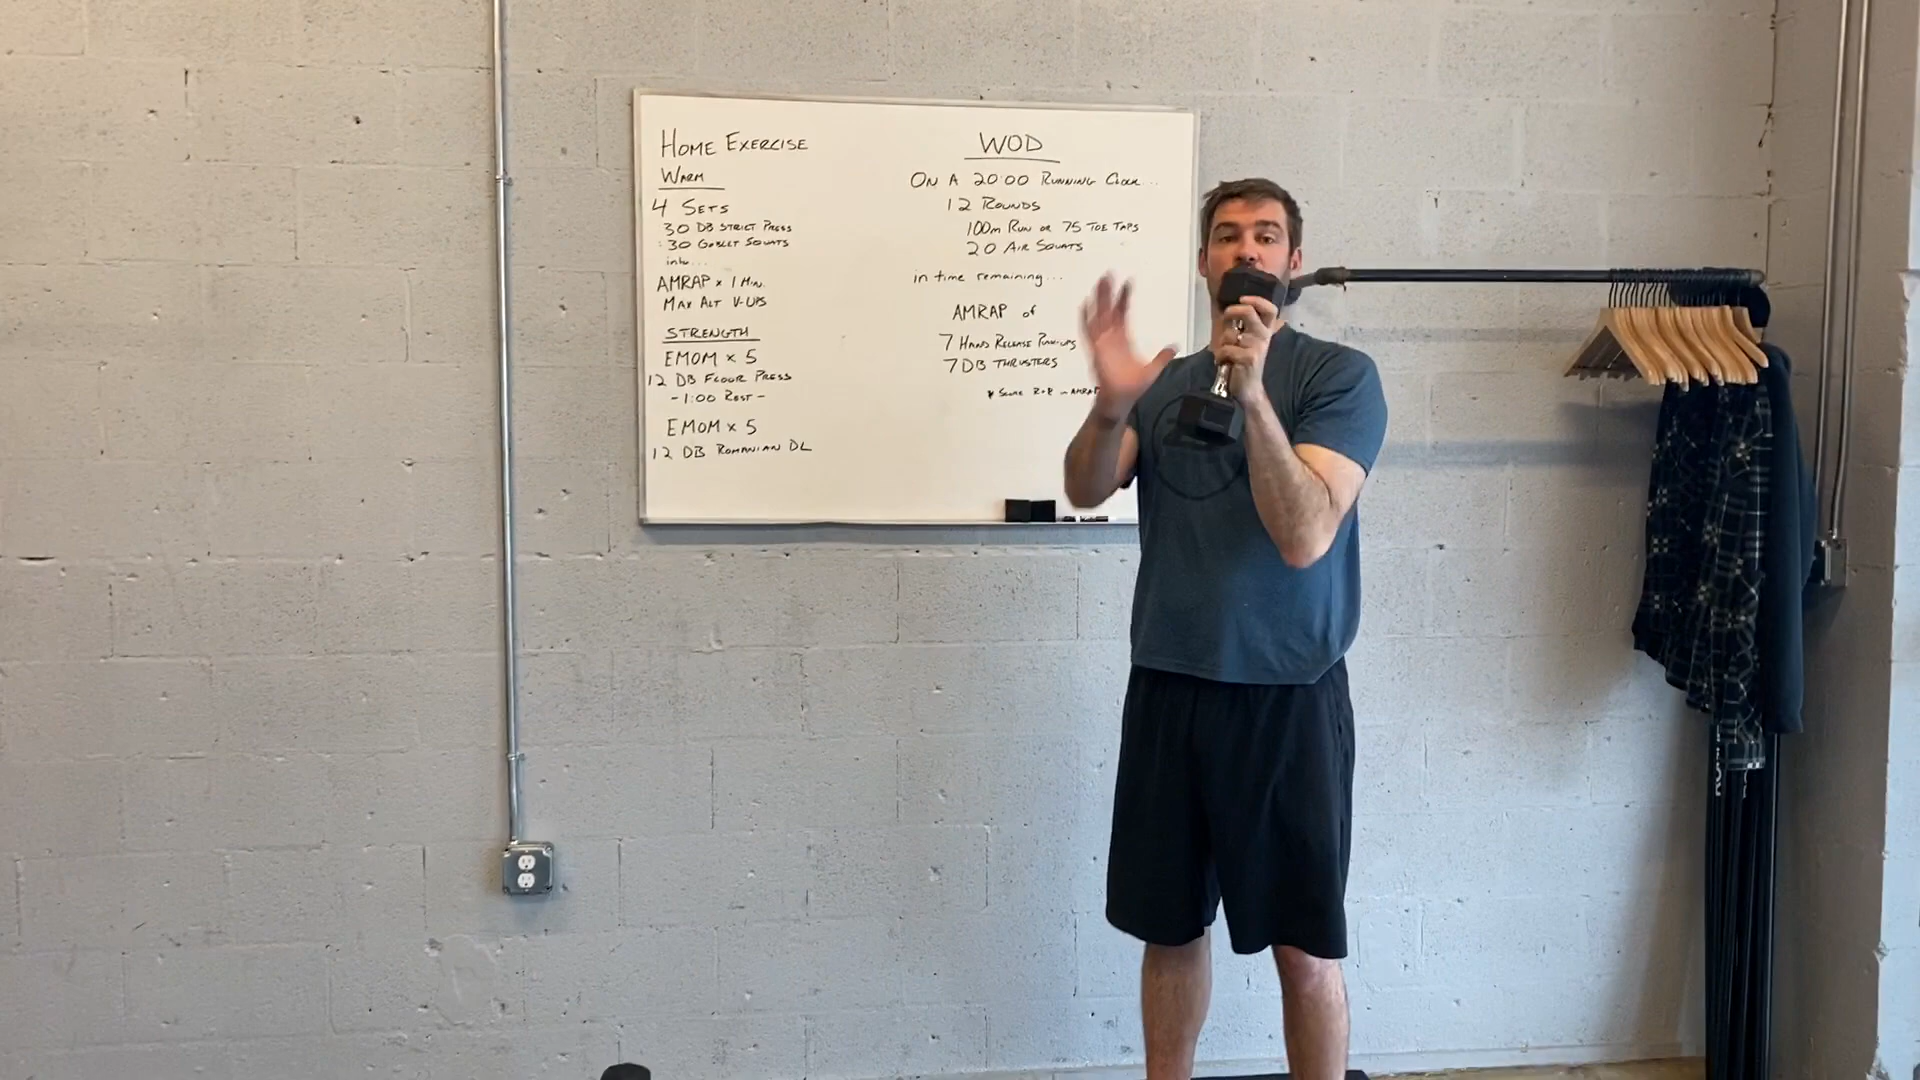 HOME EXERCISE
WARM
4 SETS
30 DB STRICT PRESS
30 GOBLET SQUATS
into...
AMRAP x 1 MIN.
MAX ALT V-UPS
STRENGTH
EMOM x 5
12 DB FLOOR PRESS
-1:00 REST-
EMOM x 5
12 DB ROMANIAN DL
WOD
ON A 20:00 RUNNING CLOCK...
12 ROUNDS
100m RUN OR 75 TOE TAPS
20 AIR SQUATS
in time remaining...
AMRAP of
7 HAND RELEASE PUSH-UPS
7 DB THRUSTERS
* SCORE R+R